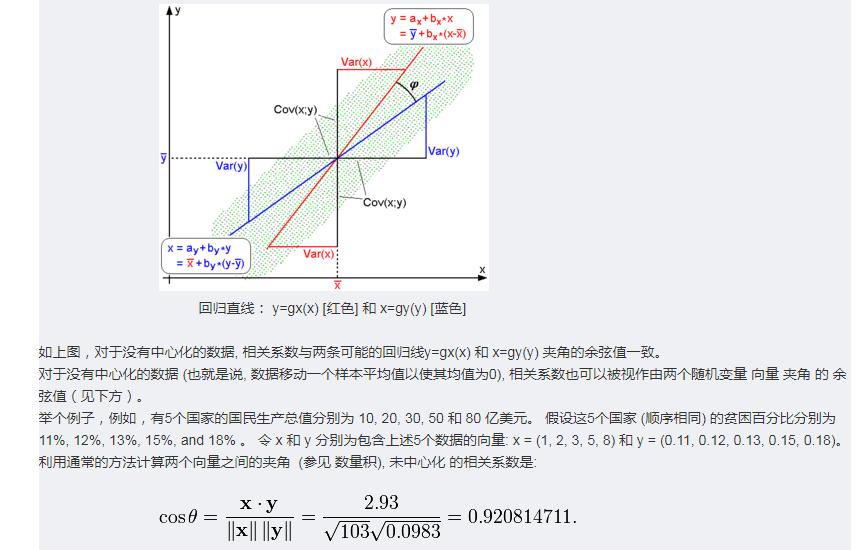 y
y = ax+bx*x
= y̅+bx*(x-x̅)
Var(x)
φ
Cov(x;y)
y̅
Var(y)
Var(y)
Cov(x;y)
x = ay+by*y
= x̅+by*(y-y̅)
Var(x)
x
x̅
回归直线： y=gx(x) [红色] 和 x=gy(y) [蓝色]
如上图，对于没有中心化的数据, 相关系数与两条可能的回归线y=gx(x) 和 x=gy(y) 夹角的余弦值一致。
对于没有中心化的数据 (也就是说, 数据移动一个样本平均值以使其均值为0), 相关系数也可以被视作由两个随机变量 向量 夹角 的 余
弦值（见下方）。
举个例子，例如，有5个国家的国民生产总值分别为 10, 20, 30, 50 和 80 亿美元。 假设这5个国家 (顺序相同) 的贫困百分比分别为
11%, 12%, 13%, 15%, and 18% 。 令 x 和 y 分别为包含上述5个数据的向量: x = (1, 2, 3, 5, 8) 和 y = (0.11, 0.12, 0.13, 0.15, 0.18)。
利用通常的方法计算两个向量之间的夹角 (参见 数量积), 未中心化 的相关系数是:
cos θ = x · y / ‖x‖ ‖y‖ = 2.93 / √103√0.0983 = 0.920814711.